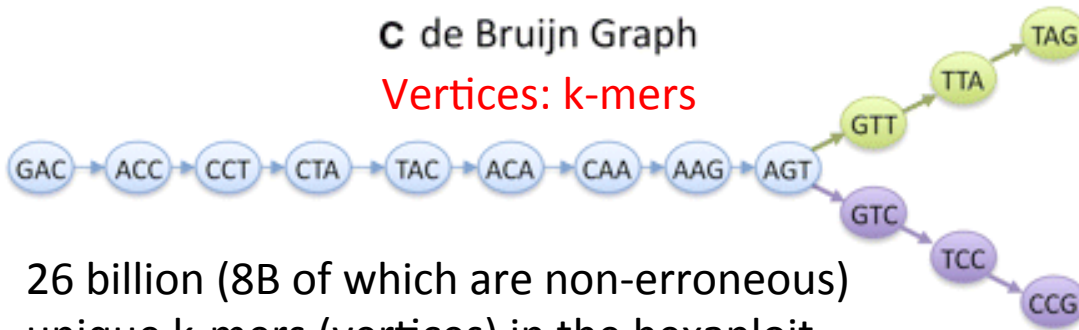 C de Bruijn Graph
Vertices: k-mers
TAG
TTA
GTT
GAC ACC CCT CTA TAC ACA CAA AAG AGT
GTC
TCC
CCG
26 billion (8B of which are non-erroneous)
unique k-mers (vertices) in the hexaploit